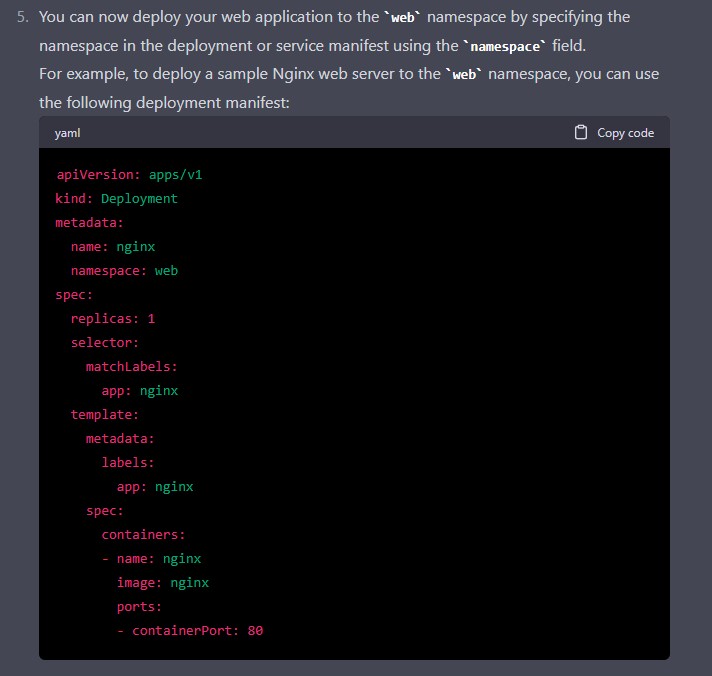 5. You can now deploy your web application to the `web` namespace by specifying the
namespace in the deployment or service manifest using the `namespace` field.
For example, to deploy a sample Nginx web server to the `web` namespace, you can use
the following deployment manifest:
yaml Copy code
apiVersion: apps/v1
kind: Deployment
metadata:
  name: nginx
  namespace: web
spec:
  replicas: 1
  selector:
    matchLabels:
      app: nginx
  template:
    metadata:
      labels:
        app: nginx
    spec:
      containers:
      - name: nginx
        image: nginx
        ports:
        - containerPort: 80